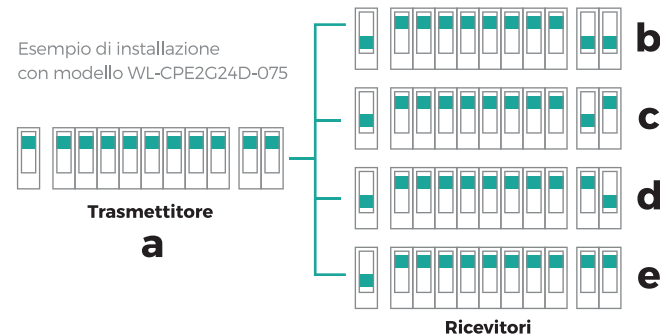 Esempio di installazione
con modello WL-CPE2G24D-075
Trasmettitore
a
b
c
d
e
Ricevitori